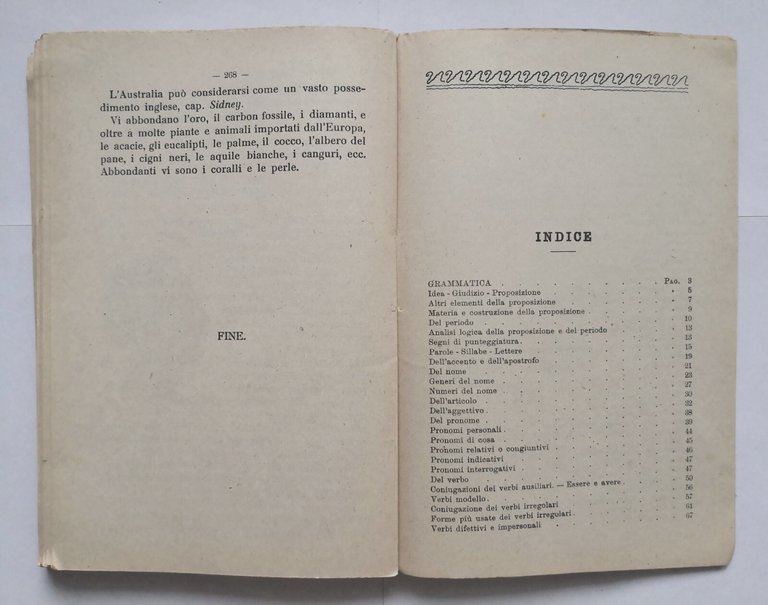 — 268 —
L'Australia può considerarsi come un vasto posse-
dimento inglese, cap. Sidney.
Vi abbondano l'oro, il carbon fossile, i diamanti, e
oltre a molte piante e animali importati dall'Europa,
le acacie, gli eucalipti, le palme, il cocco, l'albero del
pane, i cigni neri, le aquile bianche, i canguri, ecc.
Abbondanti vi sono i coralli e le perle.
FINE.
INDICE
GRAMMATICA . . . . . . . . Pag. 3
Idea - Giudizio - Proposizione . . . . . . » 5
Altri elementi della proposizione . . . . . . » 7
Materia e costruzione della proposizione . . . . . » 9
Del periodo . . . . . . . . . » 10
Analisi logica della proposizione e del periodo . . . . 13
Segni di punteggiatura . . . . . . . . 13
Parole - Sillabe - Lettere . . . . . . . . 15
Dell'accento e dell'apostrofo . . . . . . . 19
Del nome . . . . . . . . . 21
Generi del nome . . . . . . . . . 23
Numeri del nome . . . . . . . . . 27
Dell'articolo . . . . . . . . . 30
Dell'aggettivo . . . . . . . . . 32
Del pronome . . . . . . . . . 38
Pronomi personali . . . . . . . . . 39
Pronomi di cosa . . . . . . . . . 44
Pronomi relativi o congiuntivi . . . . . . . 45
Pronomi indicativi . . . . . . . . 46
Pronomi interrogativi . . . . . . . . 47
Del verbo . . . . . . . . . 47
Coniugazioni dei verbi ausiliari. — Essere e avere . . . 50
Verbi modello . . . . . . . . . 56
Coniugazione dei verbi irregolari . . . . . . 57
Forme più usate dei verbi irregolari . . . . . . 61
Verbi difettivi e impersonali . . . . . . . 67